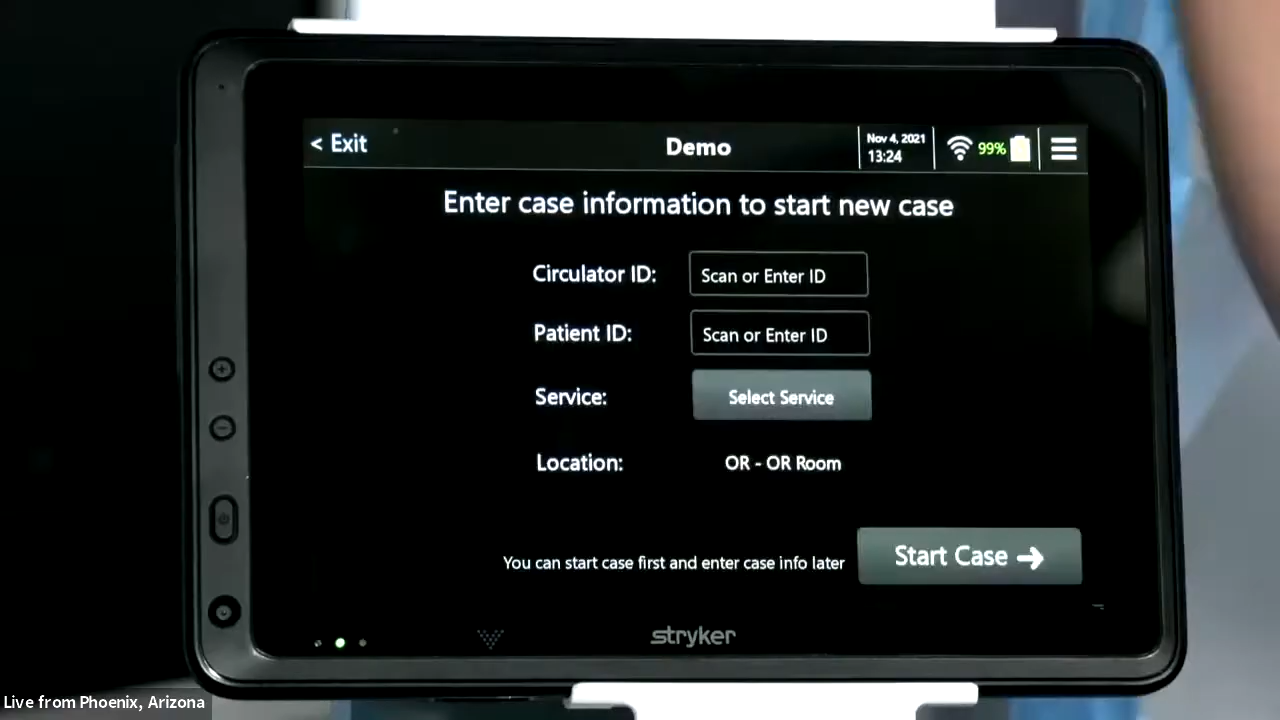 < Exit
Demo
Nov 4, 2021
13:24
99%
Enter case information to start new case
Circulator ID: Scan or Enter ID
Patient ID: Scan or Enter ID
Service: Select Service
Location: OR - OR Room
You can start case first and enter case info later
Start Case →
stryker
Live from Phoenix, Arizona